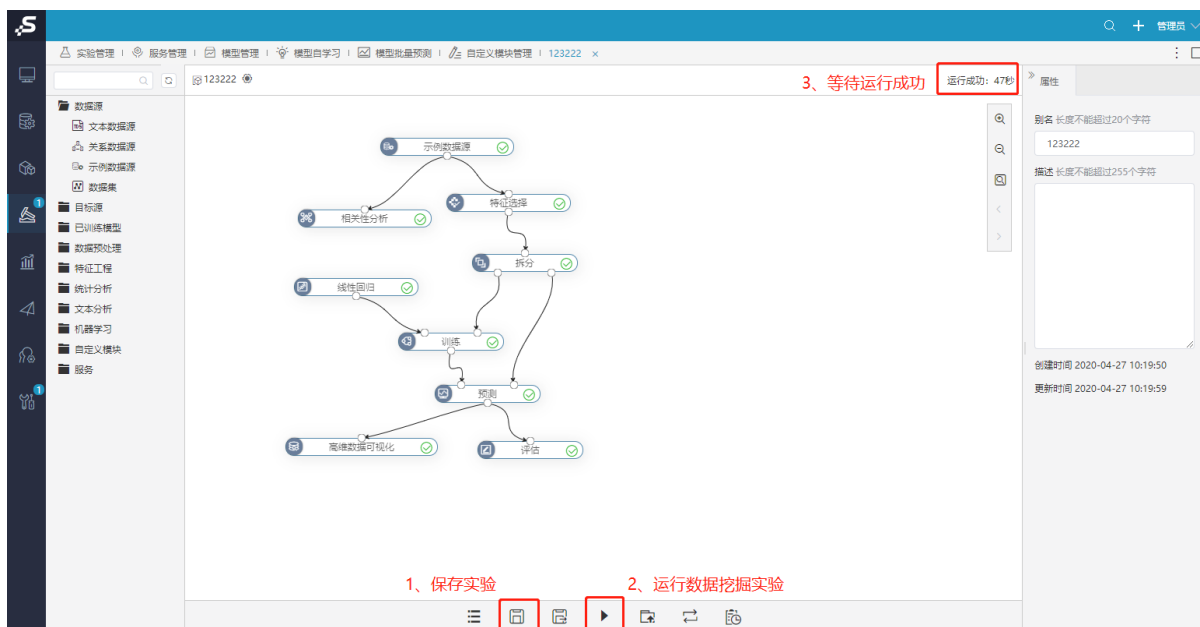 S
管理员
实验管理 服务管理 模型管理 模型自学习 模型批量预测 自定义模块管理 123222 ×
123222
3、等待运行成功
运行成功：47秒
属性
数据源
文本数据源
关系数据源
示例数据源
数据集
目标源
已训练模型
数据预处理
特征工程
统计分析
文本分析
机器学习
自定义模块
服务
1
1
示例数据源
特征选择
相关性分析
拆分
线性回归
训练
预测
高维数据可视化
评估
别名 长度不能超过20个字符
123222
描述 长度不能超过255个字符
创建时间 2020-04-27 10:19:50
更新时间 2020-04-27 10:19:59
1、保存实验
2、运行数据挖掘实验